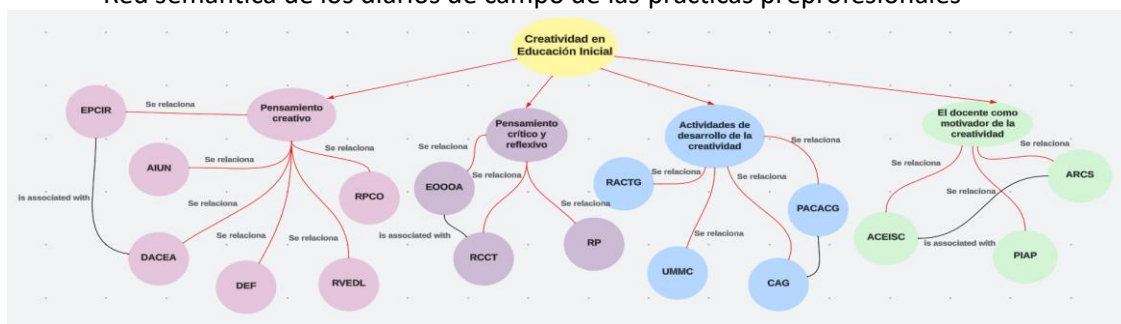 Red semántica de los diarios de campo de las prácticas preprofesionales
Creatividad en
Educación Inicial
EPCIR
Se relaciona
Pensamiento
creativo
Pensamiento
crítico y
reflexivo
Actividades de
desarrollo de la
creatividad
El docente como
motivador de la
creatividad
Se relaciona
Se relaciona
AIUN
Se relaciona
RPCO
EOOOA
Se relaciona
RACTG
Se relaciona
Se relaciona
PACACG
Se relaciona
ARCS
is associated with
Se relaciona
Se relaciona
Se relaciona
DACEA
Se relaciona
Se relaciona
is associated with
RCCT
RP
Se relaciona
Se relaciona
ACEISC
is associated with
PIAP
DEF
RVEDL
UMMC
CAG